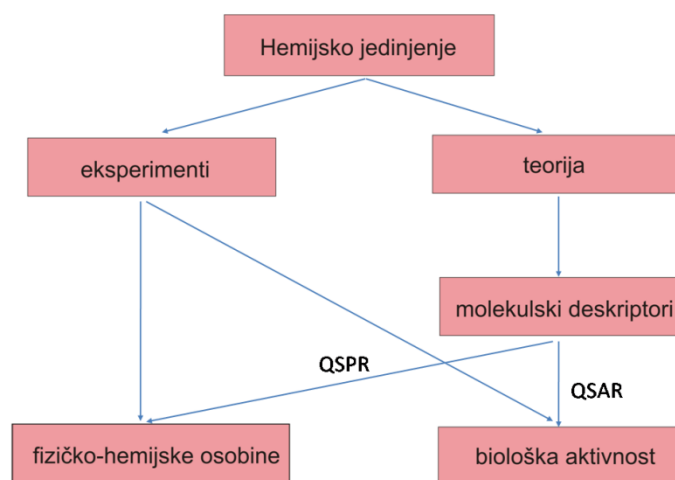 Hemijsko jedinjenje
eksperimenti
teorija
molekulski deskriptori
QSPR
QSAR
fizičko-hemijske osobine
biološka aktivnost